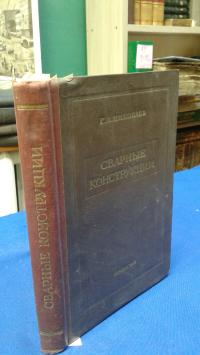 Г. А. НИКОЛАЕВ
СВАРНЫЕ
КОНСТРУКЦИИ
СВАРНЫЕ КОНСТРУКЦИИ